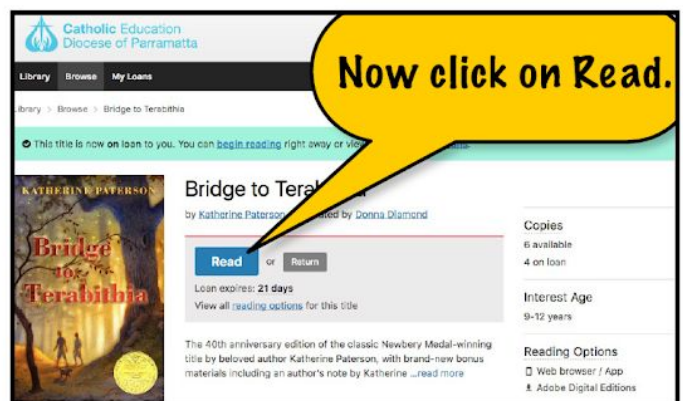 Catholic Education
Diocese of Parramatta
Now click on Read.
Library Browse My Loans
Library > Browse > Bridge to Terabithia
This title is now on loan to you. You can begin reading right away or
Bridge to
by Katherine Paterson by Donna Diamond
KATHERINE PATERSON
Bridge
to
Terabithia
Read or Return
Loan expires: 21 days
View all reading options for this title
The 40th anniversary edition of the classic Newbery Medal-winning
title by beloved author Katherine Paterson, with brand-new bonus
materials including an author's note by Katherine ...read more
Copies
6 available
4 on loan
Interest Age
9-12 years
Reading Options
Web browser / App
Adobe Digital Editions